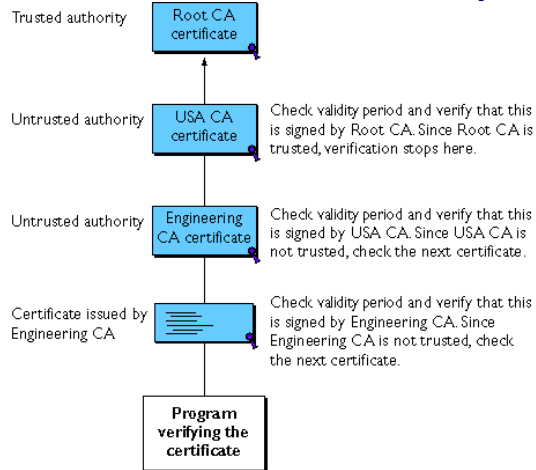 Trusted authority
Root CA
certificate
Untrusted authority
USA CA
certificate
Check validity period and verify that this
is signed by Root CA. Since Root CA is
trusted, verification stops here.
Untrusted authority
Engineering
CA certificate
Check validity period and verify that this
is signed by USA CA. Since USA CA is
not trusted, check the next certificate.
Certificate issued by
Engineering CA
Check validity period and verify that this
is signed by Engineering CA. Since
Engineering CA is not trusted, check
the next certificate.
Program
verifying the
certificate